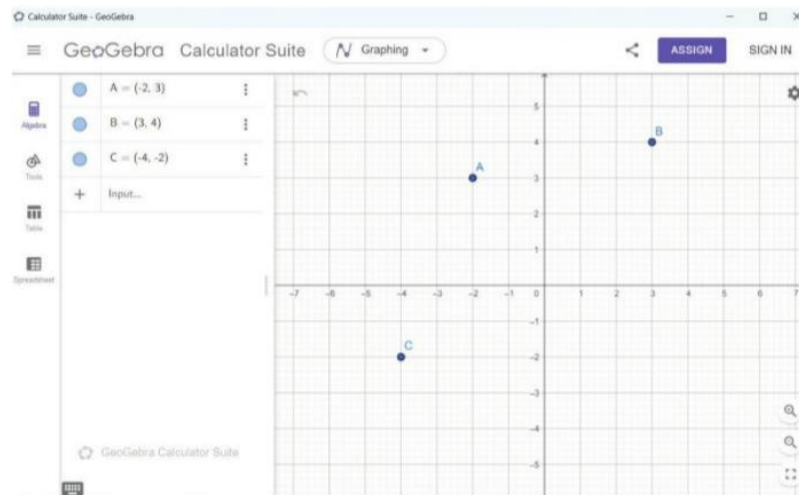 Calculator Suite - GeoGebra
GeoGebra Calculator Suite
Graphing
ASSIGN
SIGN IN
Algebra
Tools
Table
Spreadsheet
A = (-2, 3)
B = (3, 4)
C = (-4, -2)
+ Input...
GeoGebra Calculator Suite
5
4
3
2
1
-7 -6 -5 -4 -3 -2 -1 0 1 2 3 4 5 6 7
-1
-2
-3
-4
-5
A
B
C